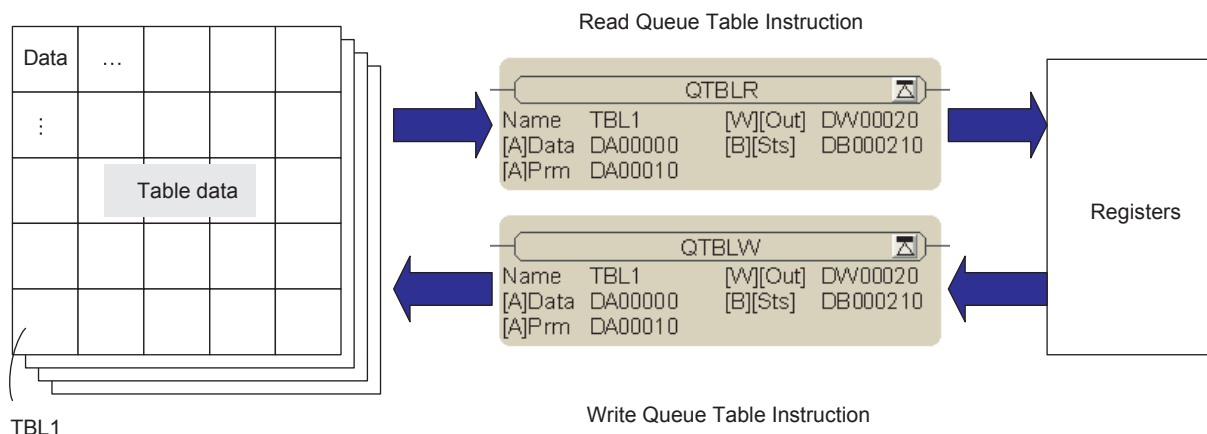 Read Queue Table Instruction
Data …
⋮
Table data
TBL1
QTBLR
Name TBL1 [W][Out] DW00020
[A]Data DA00000 [B][Sts] DB000210
[A]Prm DA00010
QTBLW
Name TBL1 [W][Out] DW00020
[A]Data DA00000 [B][Sts] DB000210
[A]Prm DA00010
Registers
Write Queue Table Instruction